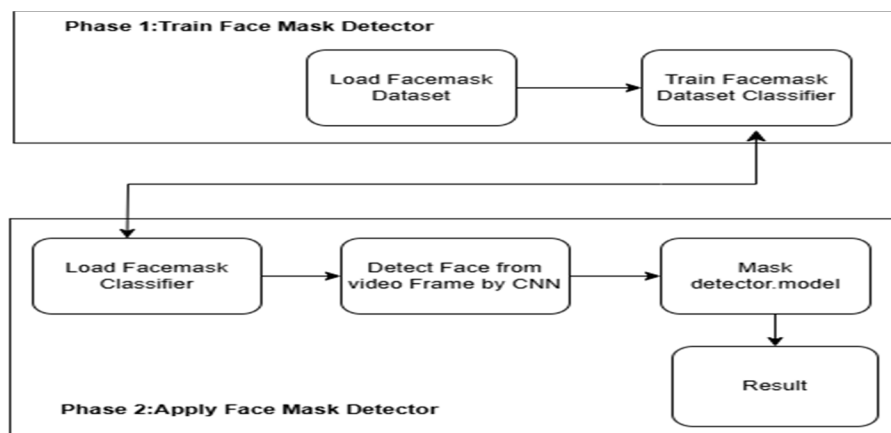 Phase 1:Train Face Mask Detector
Load Facemask
Dataset
Train Facemask
Dataset Classifier
Load Facemask
Classifier
Detect Face from
video Frame by CNN
Mask
detector.model
Result
Phase 2:Apply Face Mask Detector